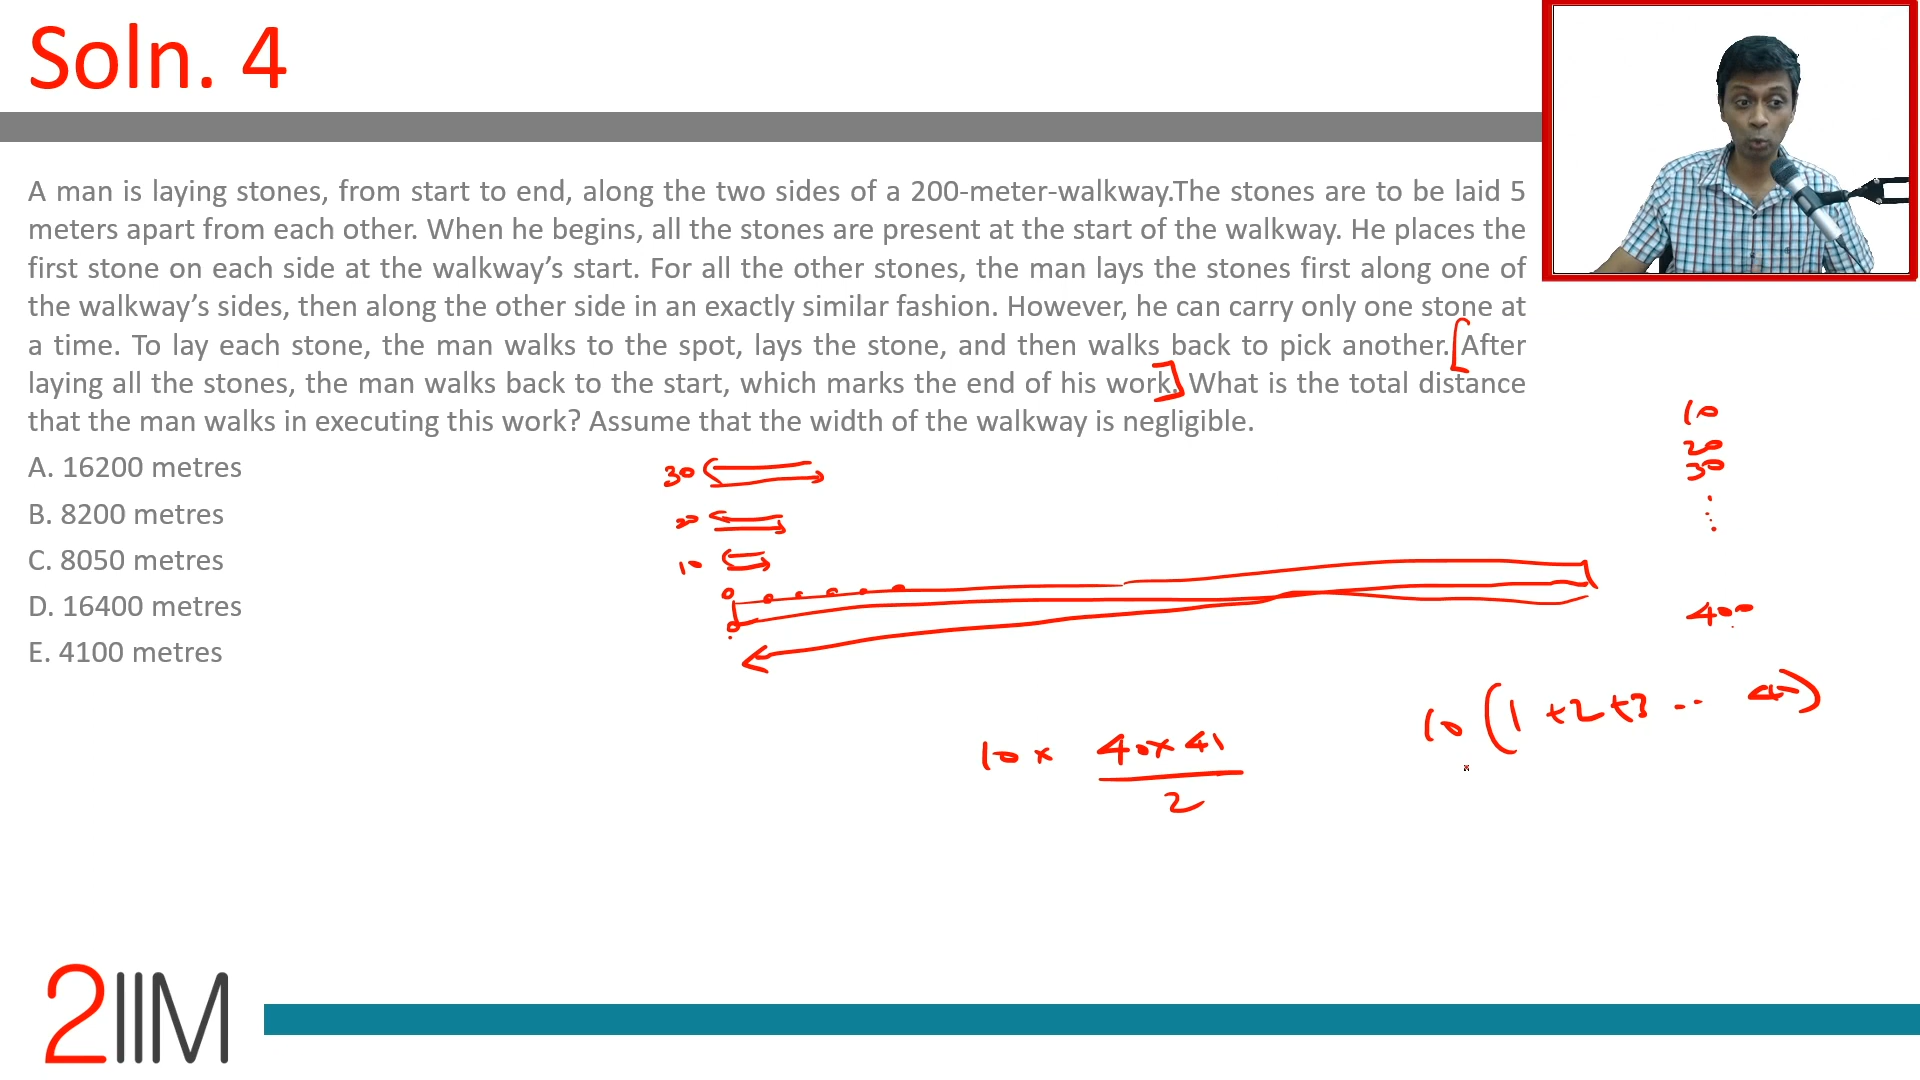 Soln. 4
A man is laying stones, from start to end, along the two sides of a 200-meter-walkway.The stones are to be laid 5
meters apart from each other. When he begins, all the stones are present at the start of the walkway. He places the
first stone on each side at the walkway’s start. For all the other stones, the man lays the stones first along one of
the walkway’s sides, then along the other side in an exactly similar fashion. However, he can carry only one stone at
a time. To lay each stone, the man walks to the spot, lays the stone, and then walks back to pick another. [After
laying all the stones, the man walks back to the start, which marks the end of his work.] What is the total distance
that the man walks in executing this work? Assume that the width of the walkway is negligible.
A. 16200 metres
B. 8200 metres
C. 8050 metres
D. 16400 metres
E. 4100 metres
30
20
10
10
20
30
400
10 (1 +2 +3 .. 40)
10 x 40 x 41
2
2IIM